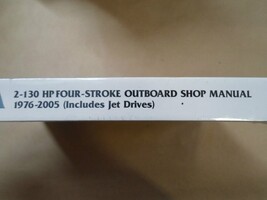 2-130 HP FOUR-STROKE OUTBOARD SHOP MANUAL
1976-2005 (Includes Jet Drives)